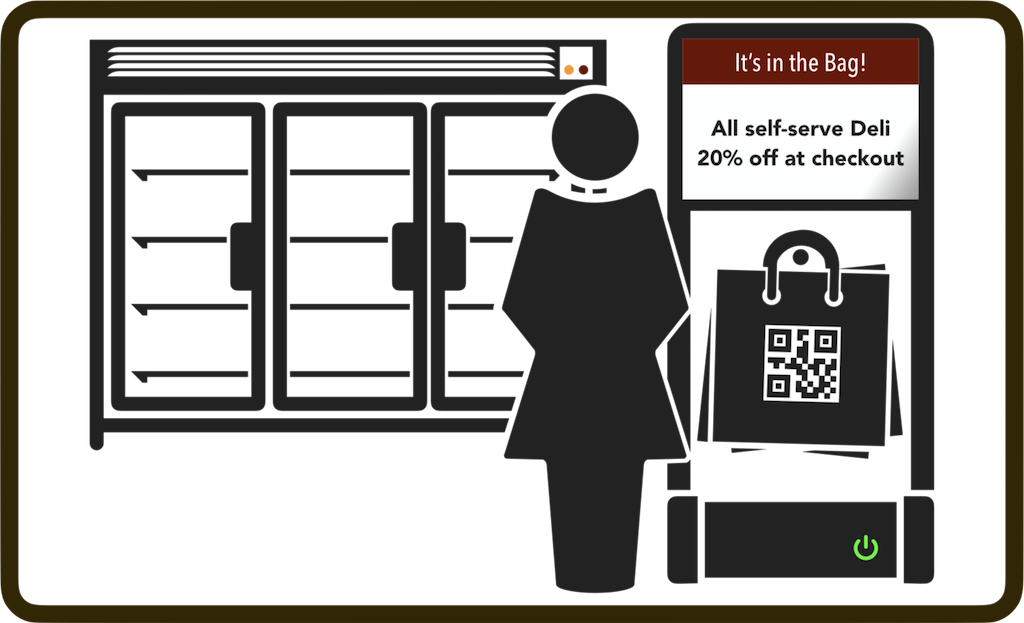 It's in the Bag!
All self-serve Deli
20% off at checkout